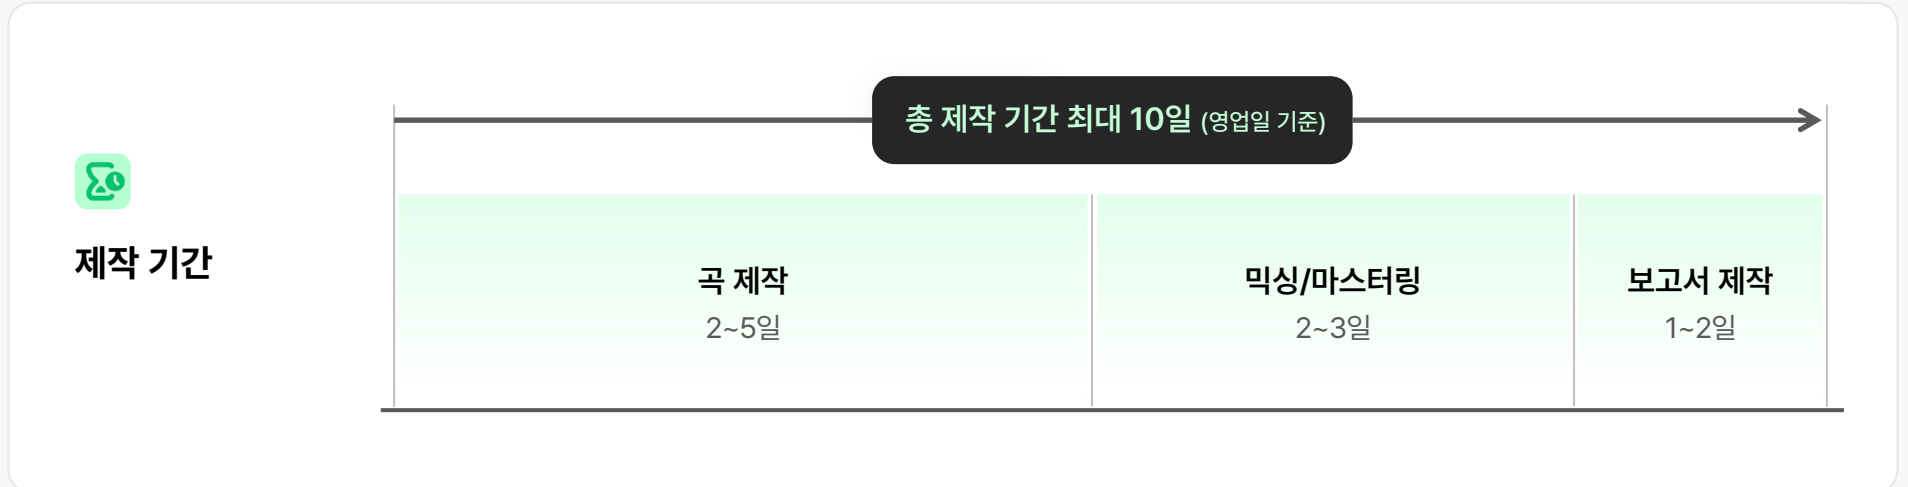 총 제작 기간 최대 10일 (영업일 기준)
제작 기간
곡 제작
2~5일
믹싱/마스터링
2~3일
보고서 제작
1~2일